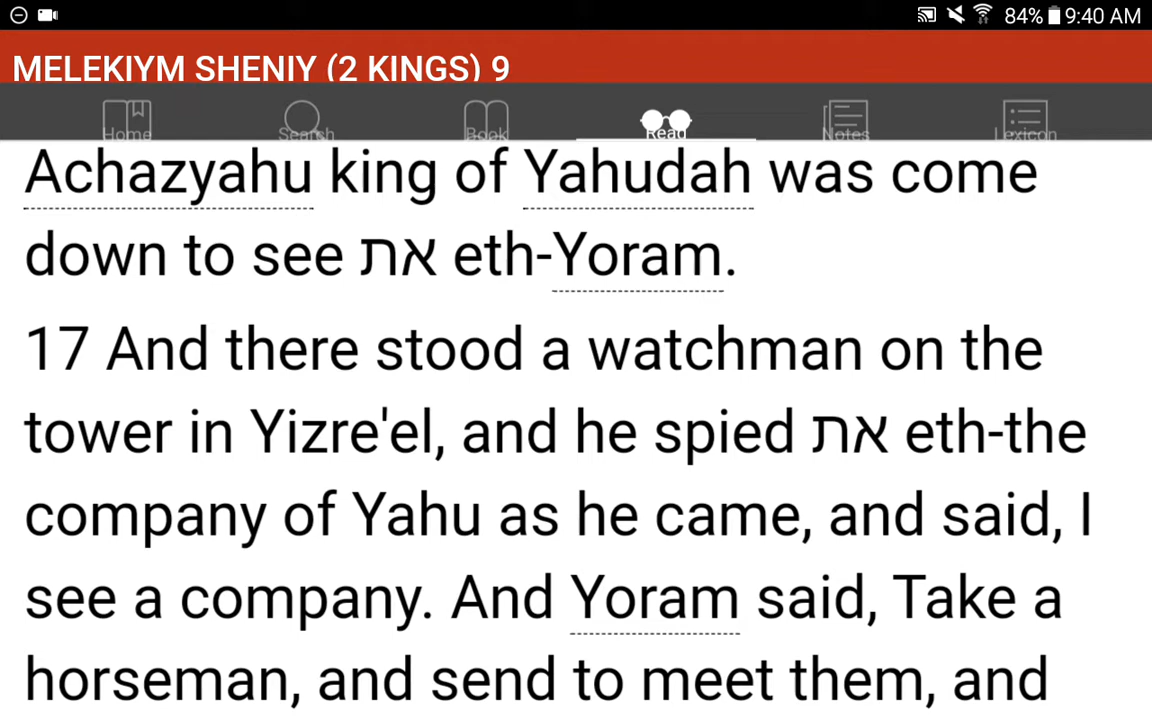 84% 9:40 AM
MELEKIYM SHENIY (2 KINGS) 9
Home Search Book Read Notes Lexicon
Achazyahu king of Yahudah was come
down to see את eth-Yoram.
17 And there stood a watchman on the
tower in Yizre'el, and he spied את eth-the
company of Yahu as he came, and said, I
see a company. And Yoram said, Take a
horseman, and send to meet them, and